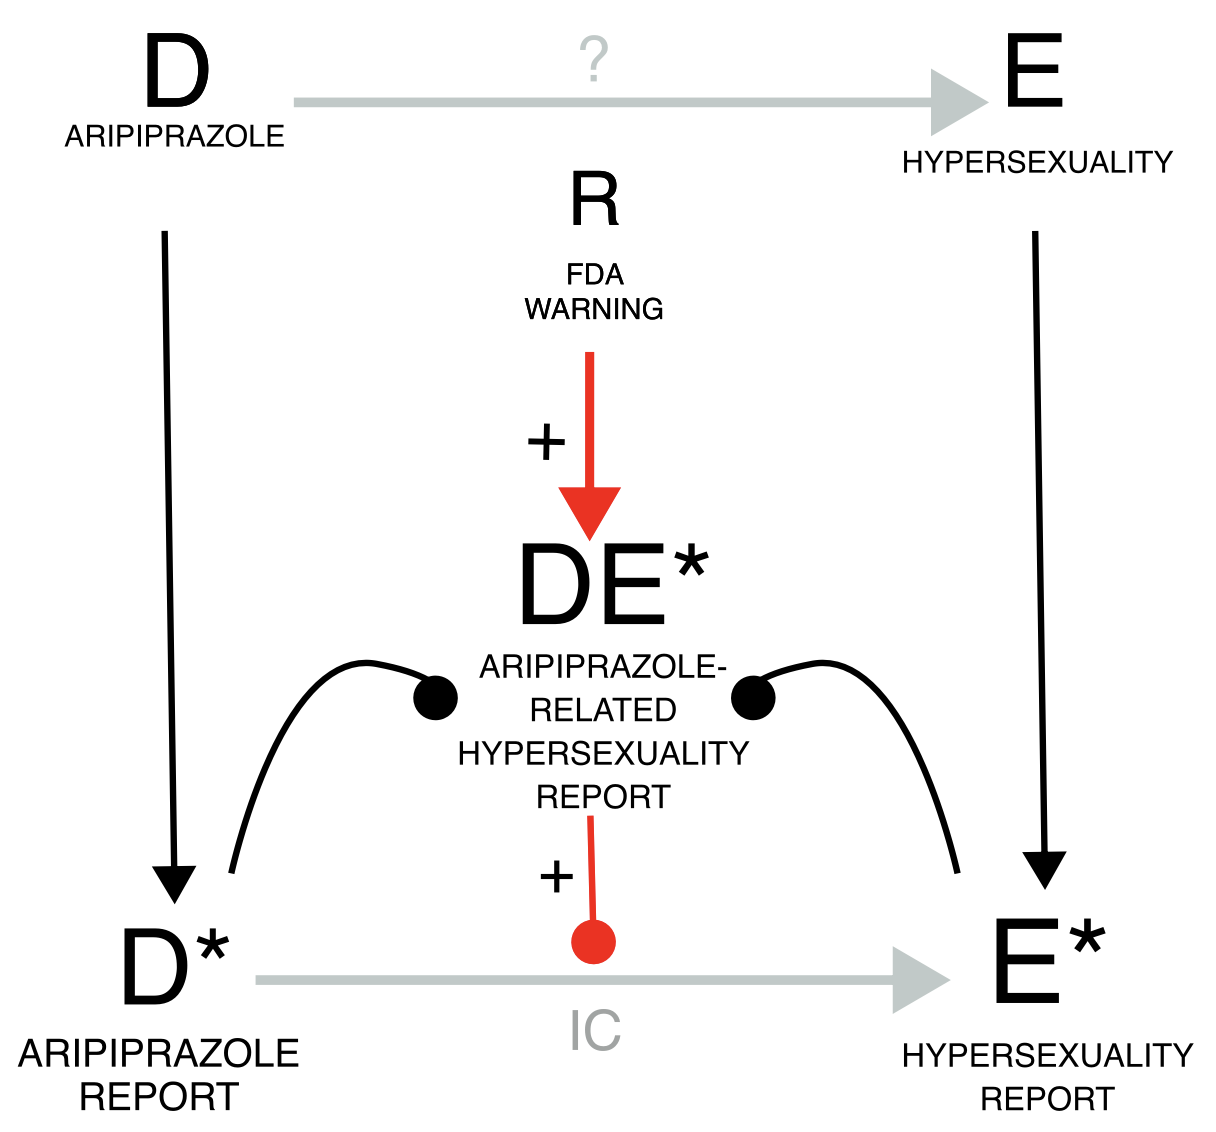 D
ARIPIPRAZOLE
?
E
HYPERSEXUALITY
R
FDA
WARNING
+
DE*
ARIPIPRAZOLE-
RELATED
HYPERSEXUALITY
REPORT
+
D*
ARIPIPRAZOLE
REPORT
IC
E*
HYPERSEXUALITY
REPORT